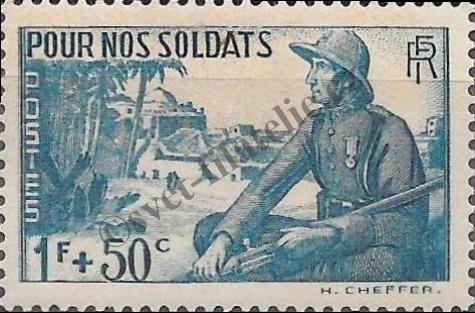 POUR NOS SOLDATS
RF
POSTES
1F + 50c
H. CHEFFER.